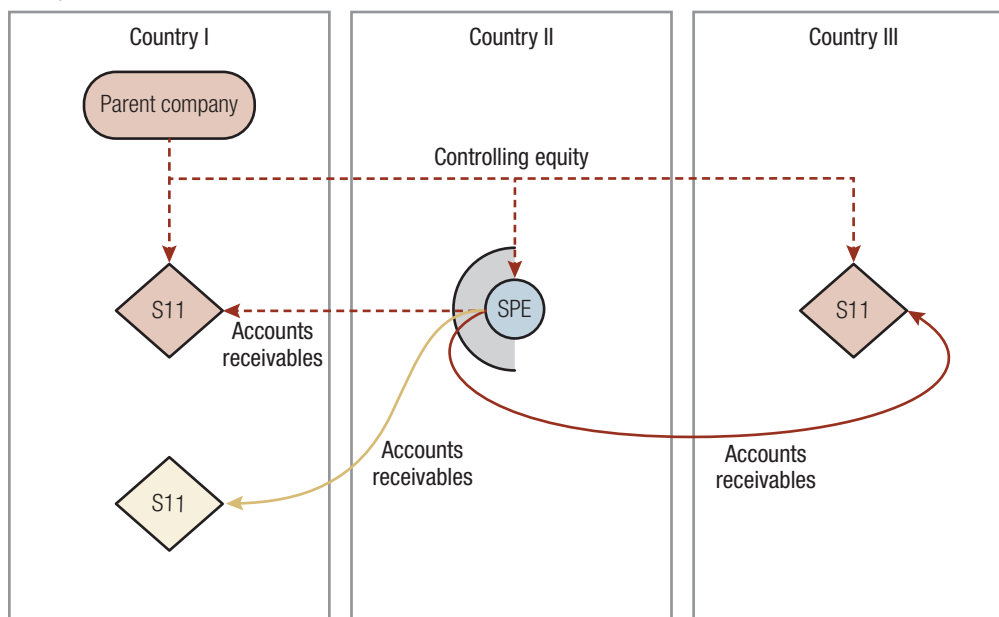 Country I
Country II
Country III
Parent company
Controlling equity
S11
SPE
S11
Accounts
receivables
Accounts
receivables
Accounts
receivables
S11